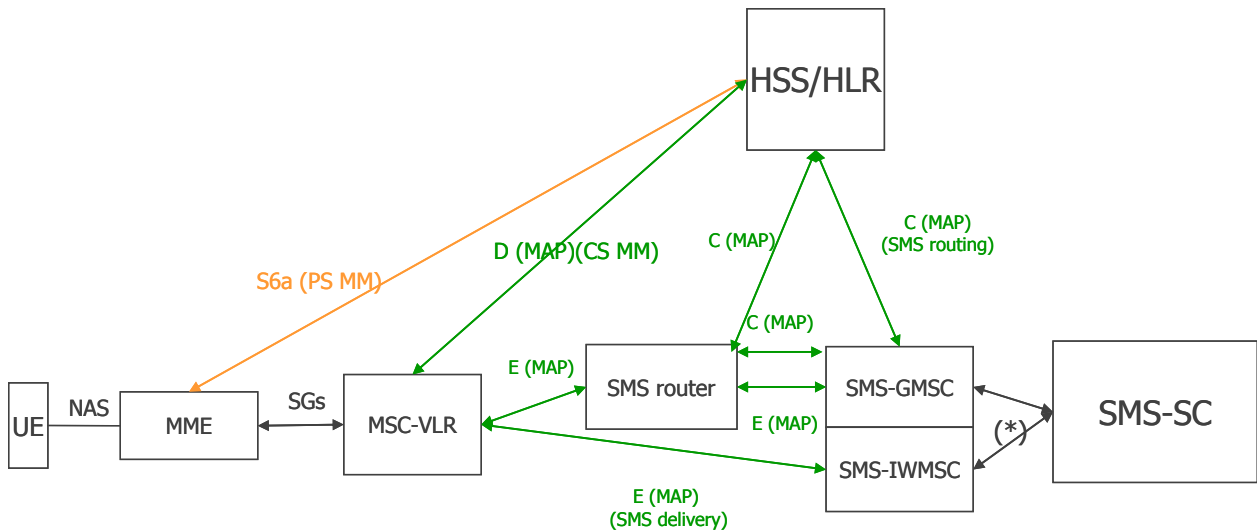 HSS/HLR
C (MAP)
(SMS routing)
C (MAP)
D (MAP)(CS MM)
S6a (PS MM)
C (MAP)
E (MAP)
SMS router
SMS-GMSC
SMS-SC
NAS
SGs
UE
MME
MSC-VLR
E (MAP)
(*)
SMS-IWMSC
E (MAP)
(SMS delivery)